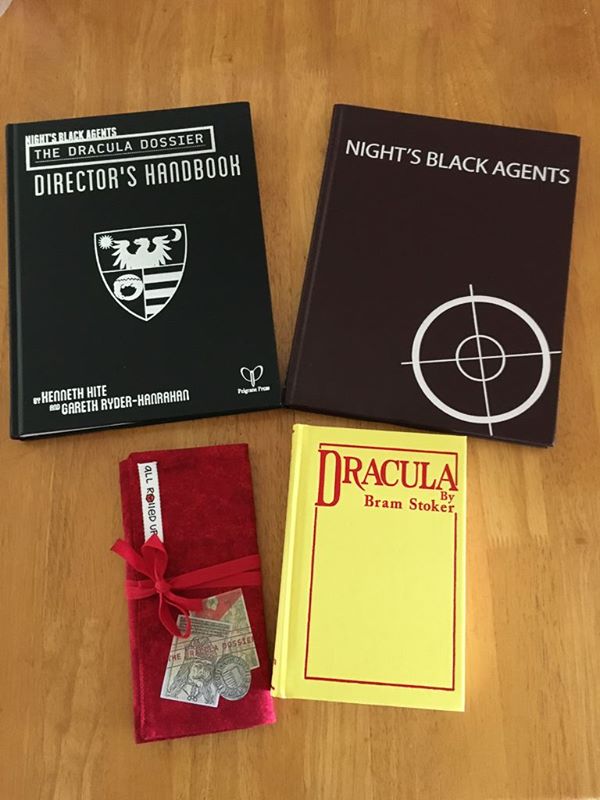 NIGHT'S BLACK AGENTS
THE DRACULA DOSSIER
DIRECTOR'S HANDBOOK
BY KENNETH HITE
AND GARETH RYDER-HANRAHAN
Pelgrane Press
NIGHT'S BLACK AGENTS
all Rolled UP
THE DRACULA DOSSIER
DRACULA
By
Bram Stoker